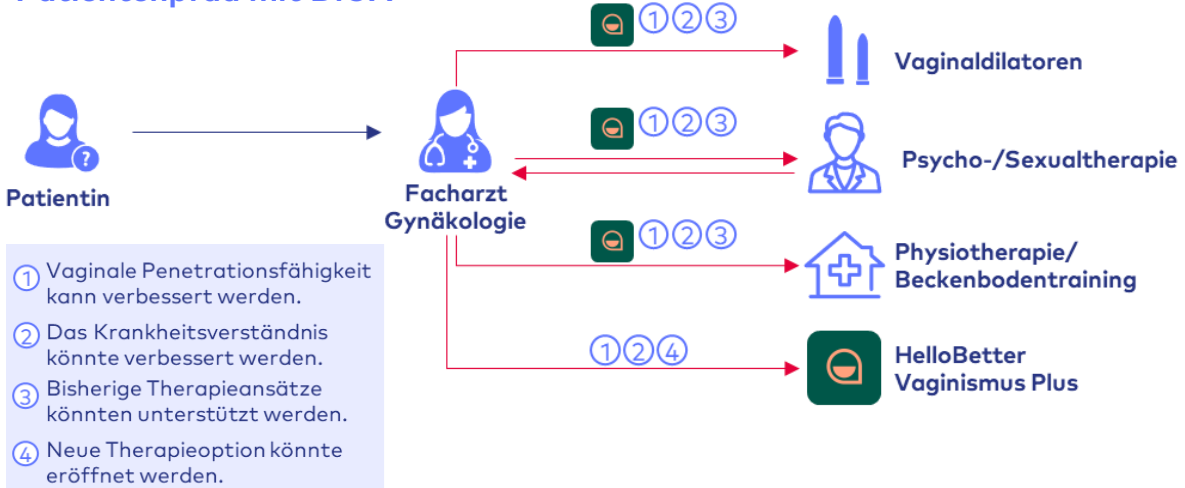 ①②③
Vaginaldilatoren
?
①②③
Patientin
Facharzt
Gynäkologie
Psycho-/Sexualtherapie
①②③
① Vaginale Penetrationsfähigkeit
kann verbessert werden.
② Das Krankheitsverständnis
könnte verbessert werden.
③ Bisherige Therapieansätze
könnten unterstützt werden.
④ Neue Therapieoption könnte
eröffnet werden.
Physiotherapie/
Beckenbodentraining
①②④
HelloBetter
Vaginismus Plus